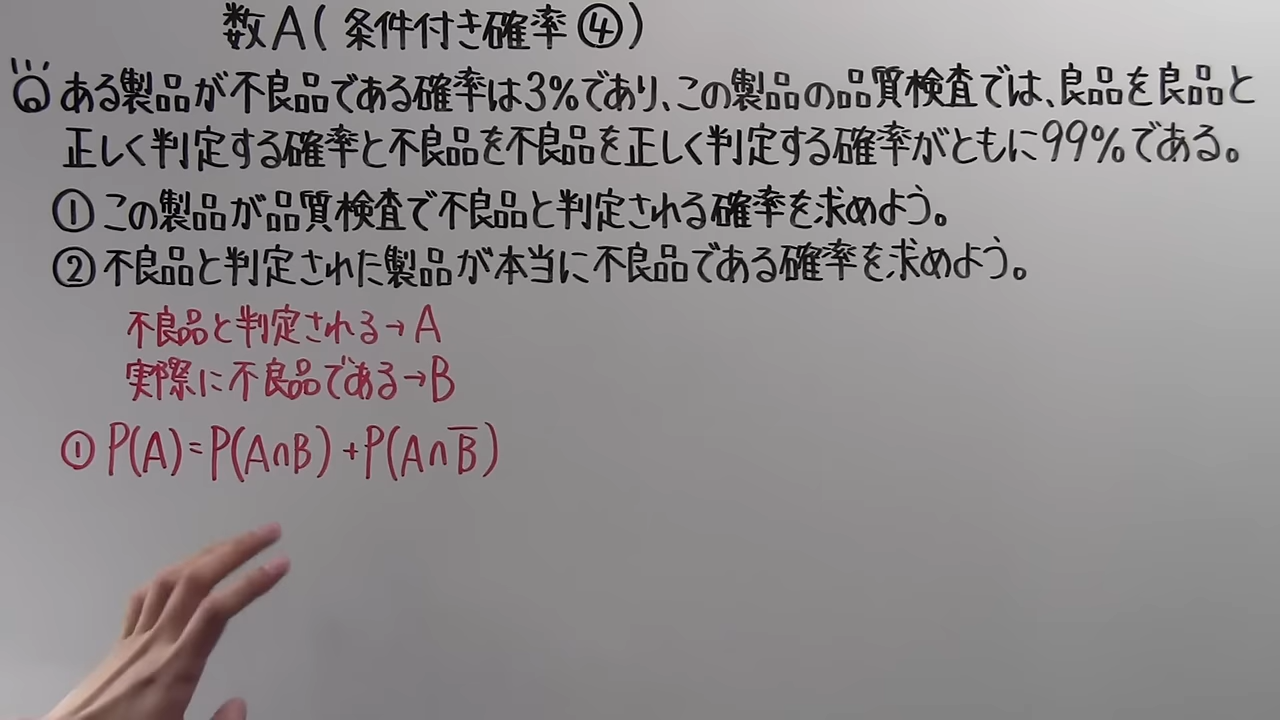 数A(条件付き確率④)
Q ある製品が不良品である確率は3%であり、この製品の品質検査では、良品を良品と
正しく判定する確率と不良品を不良品を正しく判定する確率がともに99%である。
①この製品が品質検査で不良品と判定される確率を求めよう。
②不良品と判定された製品が本当に不良品である確率を求めよう。
不良品と判定される→A
実際に不良品である→B
①P(A)=P(A∩B)+P(A∩B̅)